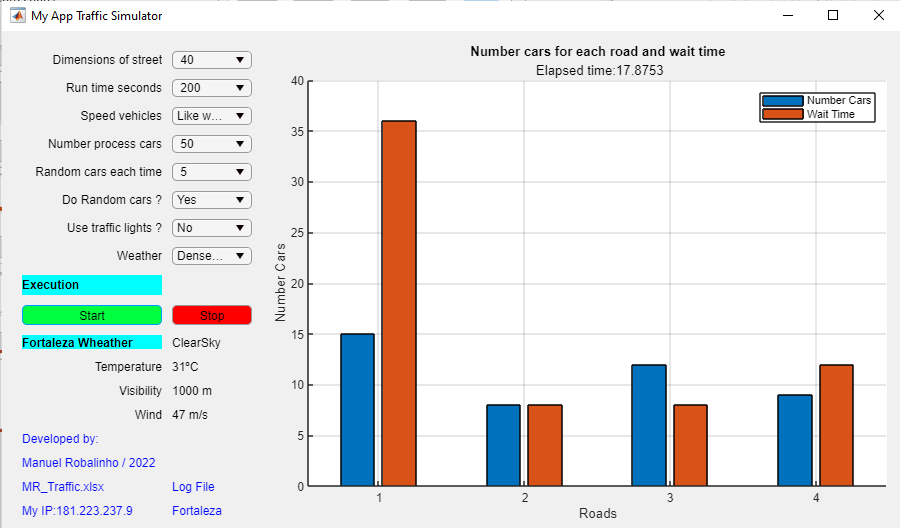 My App Traffic Simulator
Dimensions of street 40
Run time seconds 200
Speed vehicles Like w...
Number process cars 50
Random cars each time 5
Do Random cars ? Yes
Use traffic lights ? No
Weather Dense...
Execution
Start Stop
Fortaleza Wheather ClearSky
Temperature 31ºC
Visibility 1000 m
Wind 47 m/s
Developed by:
Manuel Robalinho / 2022
MR_Traffic.xlsx Log File
My IP:181.223.237.9 Fortaleza
Number cars for each road and wait time
Elapsed time:17.8753
Number Cars
Wait Time
Number Cars
40
35
30
25
20
15
10
5
0
1 2 3 4
Roads